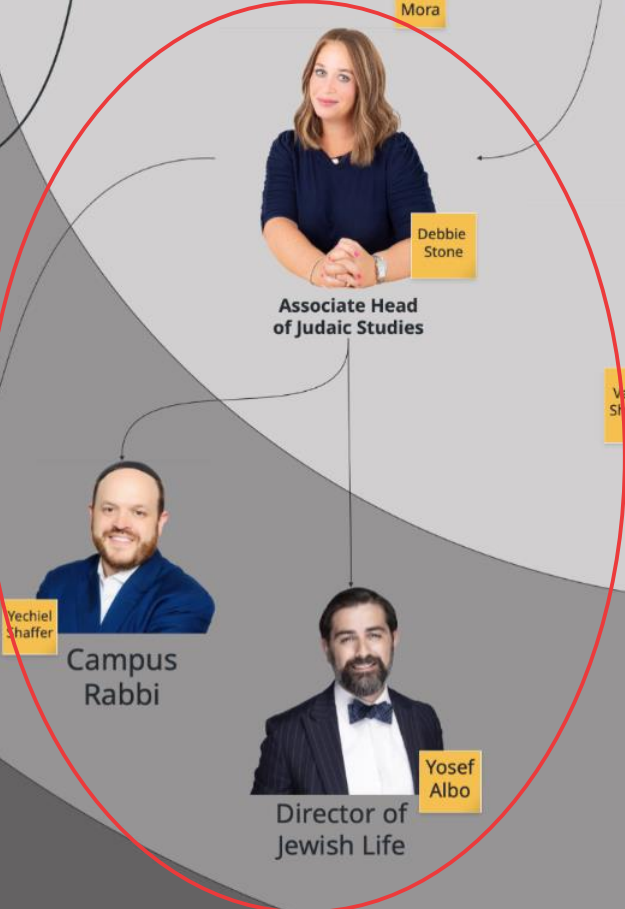 Mora
Debbie
Stone
Associate Head
of Judaic Studies
Yechiel
Shaffer
Campus
Rabbi
Yosef
Albo
Director of
Jewish Life